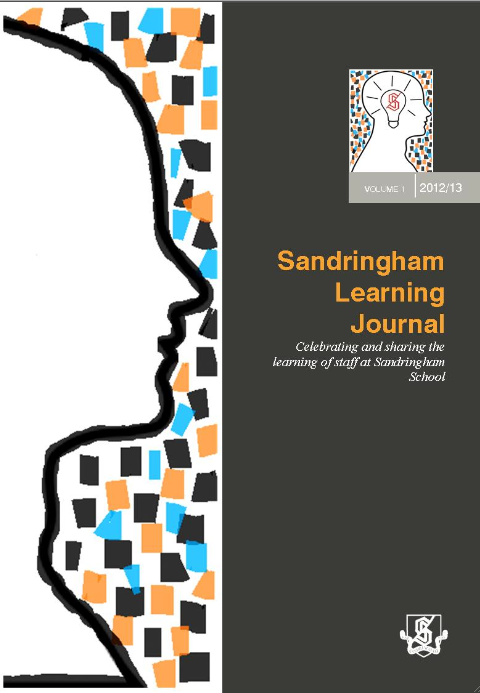 S
VOLUME 1 2012/13
Sandringham
Learning
Journal
Celebrating and sharing the
learning of staff at Sandringham
School
S